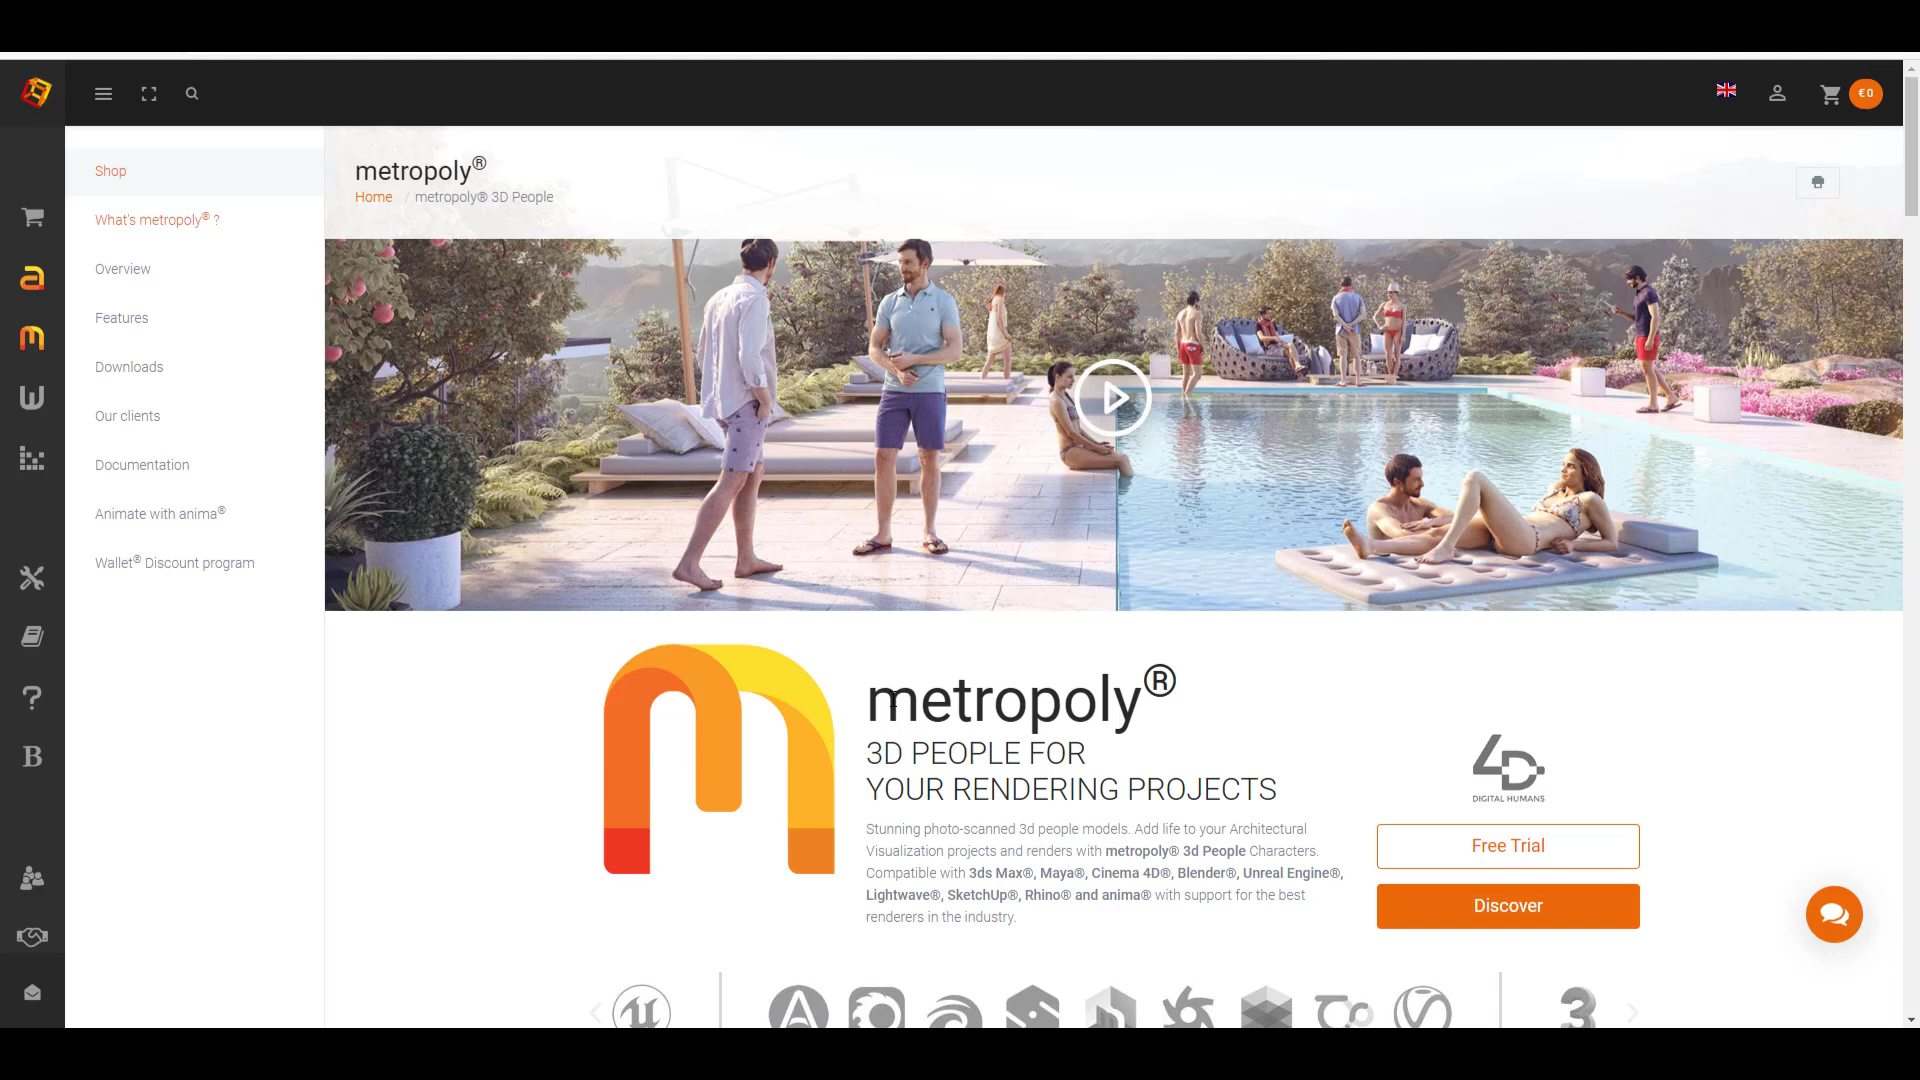 € 0
Shop
What's metropoly® ?
Overview
Features
Downloads
Our clients
Documentation
Animate with anima®
Wallet® Discount program
metropoly®
Home / metropoly® 3D People
metropoly®
3D PEOPLE FOR
YOUR RENDERING PROJECTS
Stunning photo-scanned 3d people models. Add life to your Architectural
Visualization projects and renders with metropoly® 3d People Characters.
Compatible with 3ds Max®, Maya®, Cinema 4D®, Blender®, Unreal Engine®,
Lightwave®, SketchUp®, Rhino® and anima® with support for the best
renderers in the industry.
4D
DIGITAL HUMANS
Free Trial
Discover